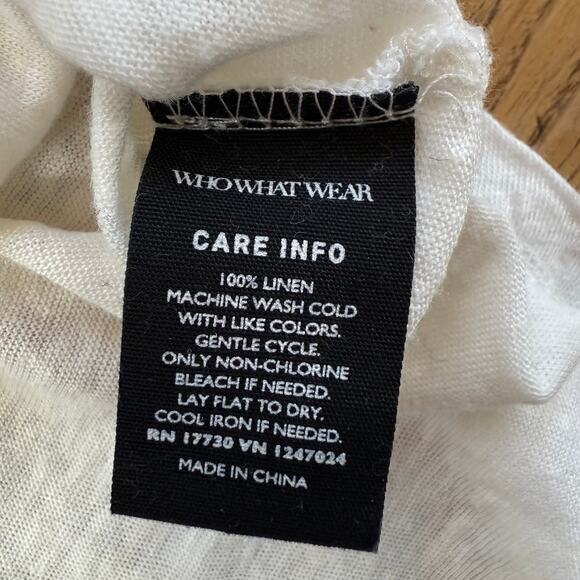 WHO WHAT WEAR
CARE INFO
100% LINEN
MACHINE WASH COLD
WITH LIKE COLORS.
GENTLE CYCLE.
ONLY NON-CHLORINE
BLEACH IF NEEDED.
LAY FLAT TO DRY.
COOL IRON IF NEEDED.
RN 17730 VN 1247024
MADE IN CHINA